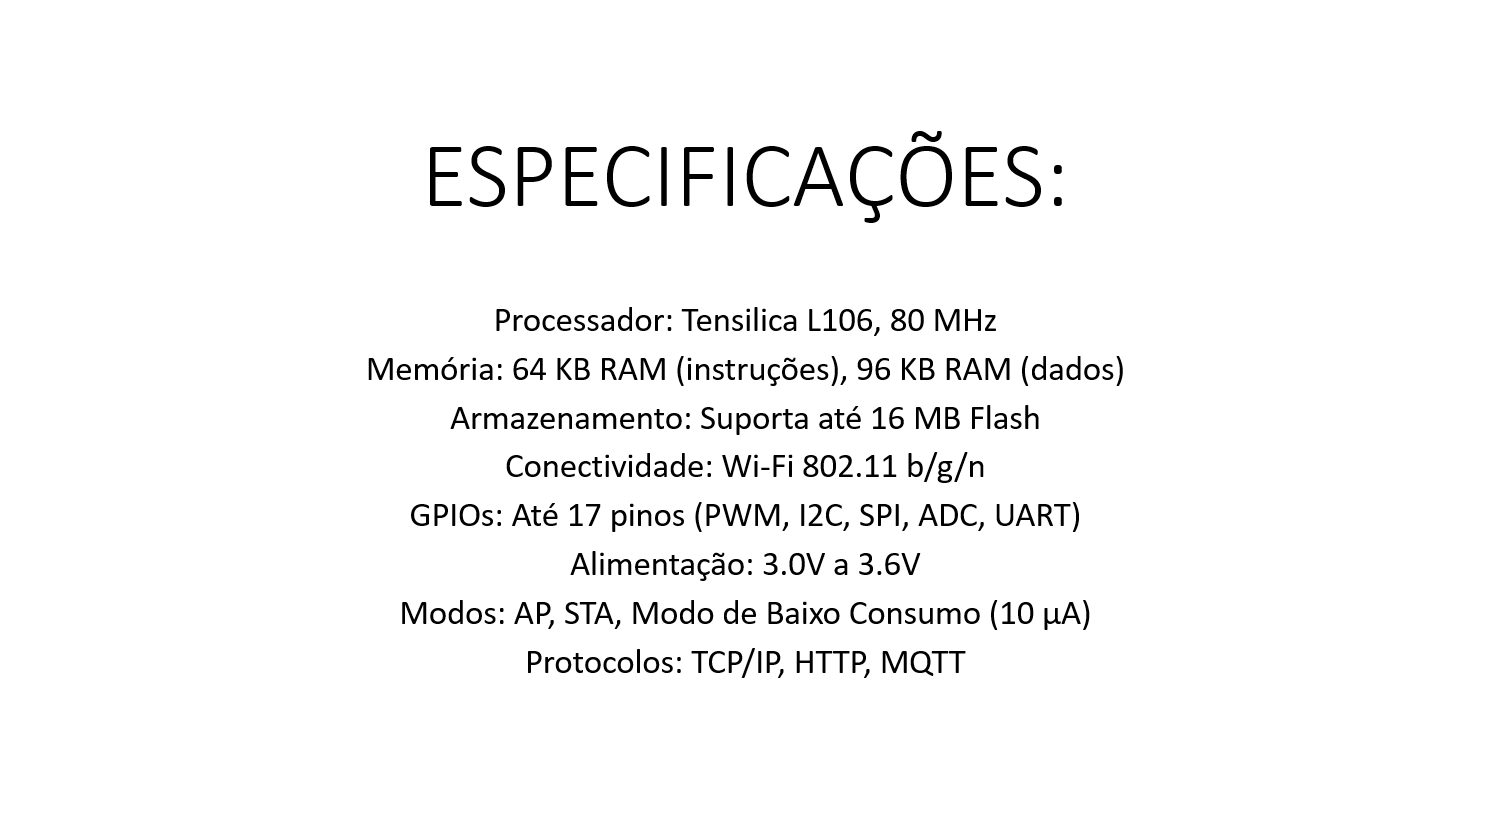 ESPECIFICAÇÕES:
Processador: Tensilica L106, 80 MHz
Memória: 64 KB RAM (instruções), 96 KB RAM (dados)
Armazenamento: Suporta até 16 MB Flash
Conectividade: Wi-Fi 802.11 b/g/n
GPIOs: Até 17 pinos (PWM, I2C, SPI, ADC, UART)
Alimentação: 3.0V a 3.6V
Modos: AP, STA, Modo de Baixo Consumo (10 µA)
Protocolos: TCP/IP, HTTP, MQTT